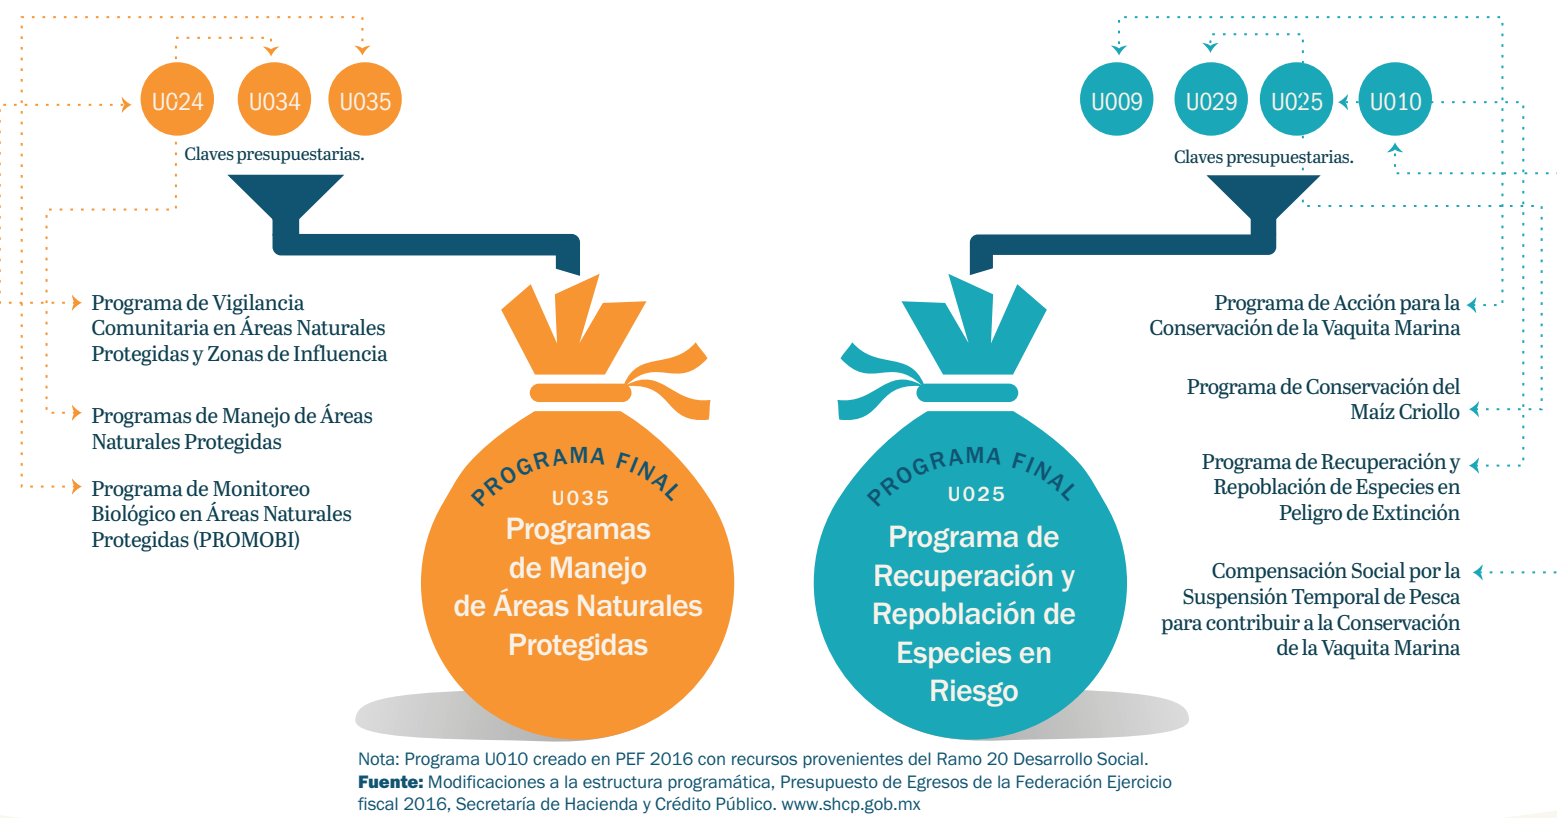 U024
U034
U035
Claves presupuestarias.
Programa de Vigilancia
Comunitaria en Áreas Naturales
Protegidas y Zonas de Influencia
Programas de Manejo de Áreas
Naturales Protegidas
Programa de Monitoreo
Biológico en Áreas Naturales
Protegidas (PROMOBI)
PROGRAMA FINAL
U035
Programas
de Manejo
de Áreas Naturales
Protegidas
U009
U029
U025
U010
Claves presupuestarias.
PROGRAMA FINAL
U025
Programa de
Recuperación y
Repoblación de
Especies en
Riesgo
Programa de Acción para la
Conservación de la Vaquita Marina
Programa de Conservación del
Maíz Criollo
Programa de Recuperación y
Repoblación de Especies en
Peligro de Extinción
Compensación Social por la
Suspensión Temporal de Pesca
para contribuir a la Conservación
de la Vaquita Marina
Nota: Programa U010 creado en PEF 2016 con recursos provenientes del Ramo 20 Desarrollo Social.
Fuente: Modificaciones a la estructura programática, Presupuesto de Egresos de la Federación Ejercicio
fiscal 2016, Secretaría de Hacienda y Crédito Público. www.shcp.gob.mx